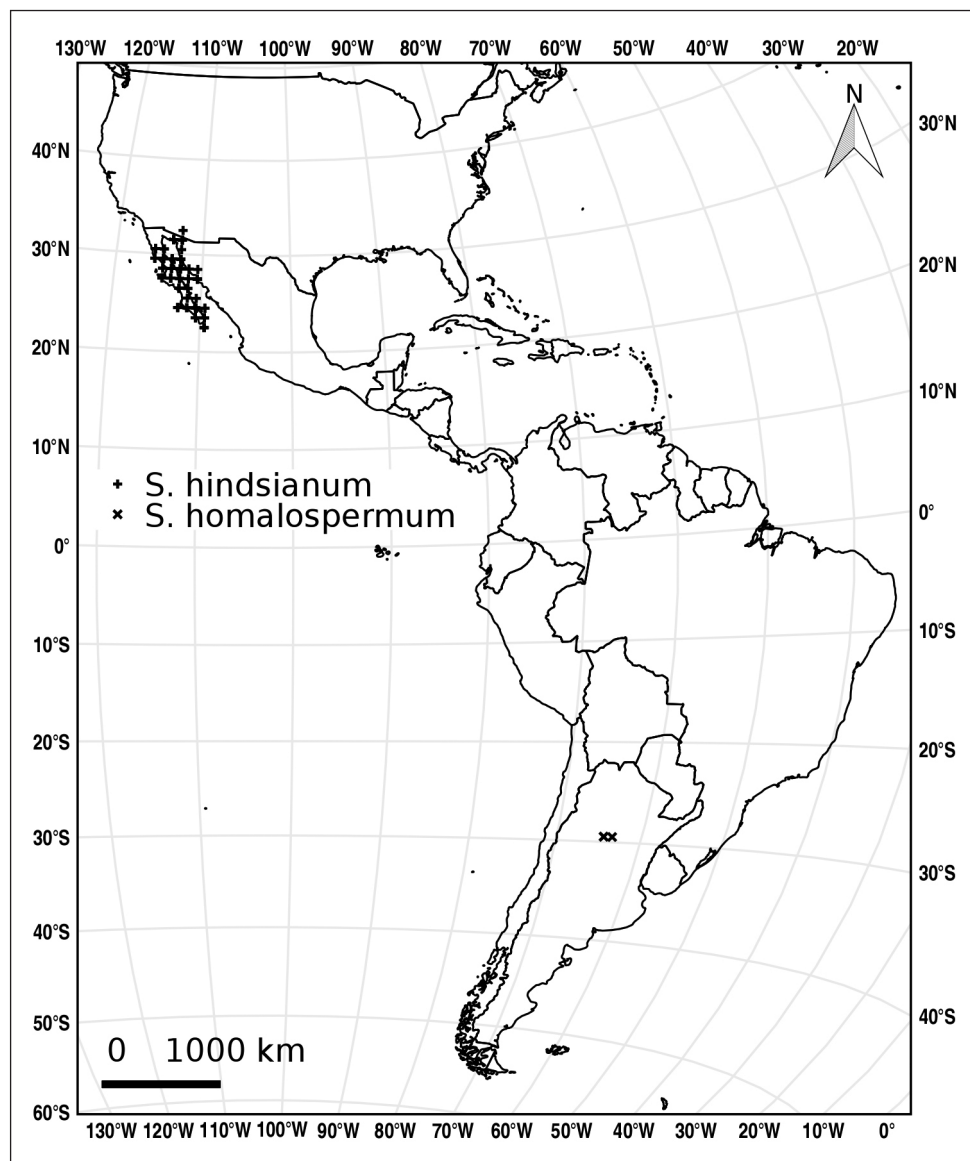 130°W 120°W 110°W 100°W 90°W 80°W 70°W 60°W 50°W 40°W 30°W 20°W
N
30°N
40°N
30°N
20°N
20°N
10°N
10°N
S. hindsianum
S. homalospermum
0°
0°
10°S
10°S
20°S
20°S
30°S
30°S
40°S
40°S
50°S
0 1000 km
60°S
130°W 120°W 110°W 100°W 90°W 80°W 70°W 60°W 50°W 40°W 30°W 20°W 10°W 0°